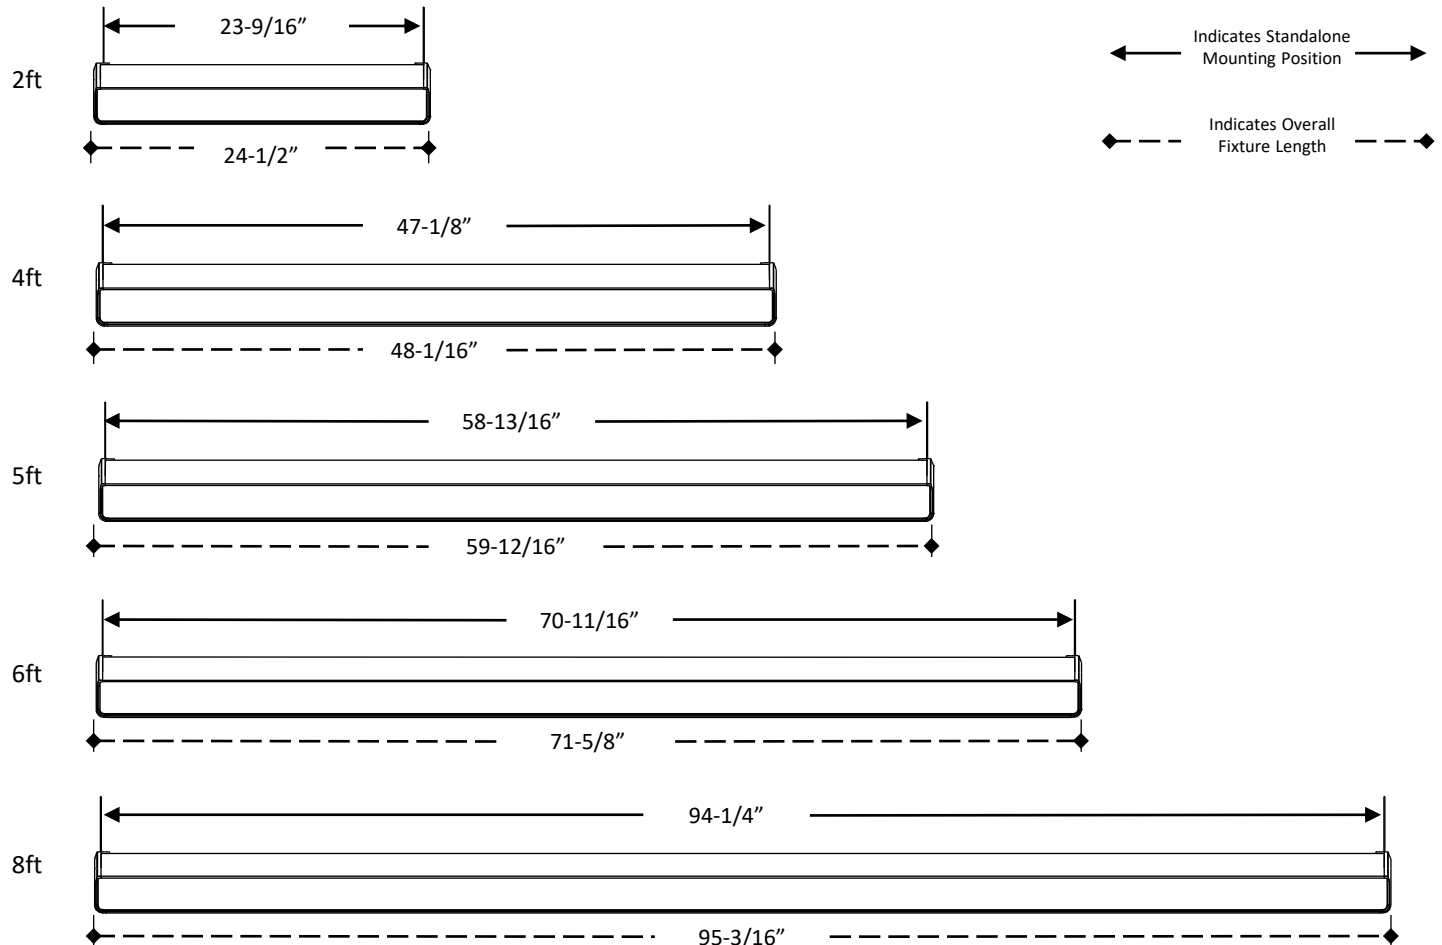 23-9/16”
Indicates Standalone
Mounting Position
2ft
24-1/2”
Indicates Overall
Fixture Length
47-1/8”
4ft
48-1/16”
58-13/16”
5ft
59-12/16”
70-11/16”
6ft
71-5/8”
94-1/4”
8ft
95-3/16”